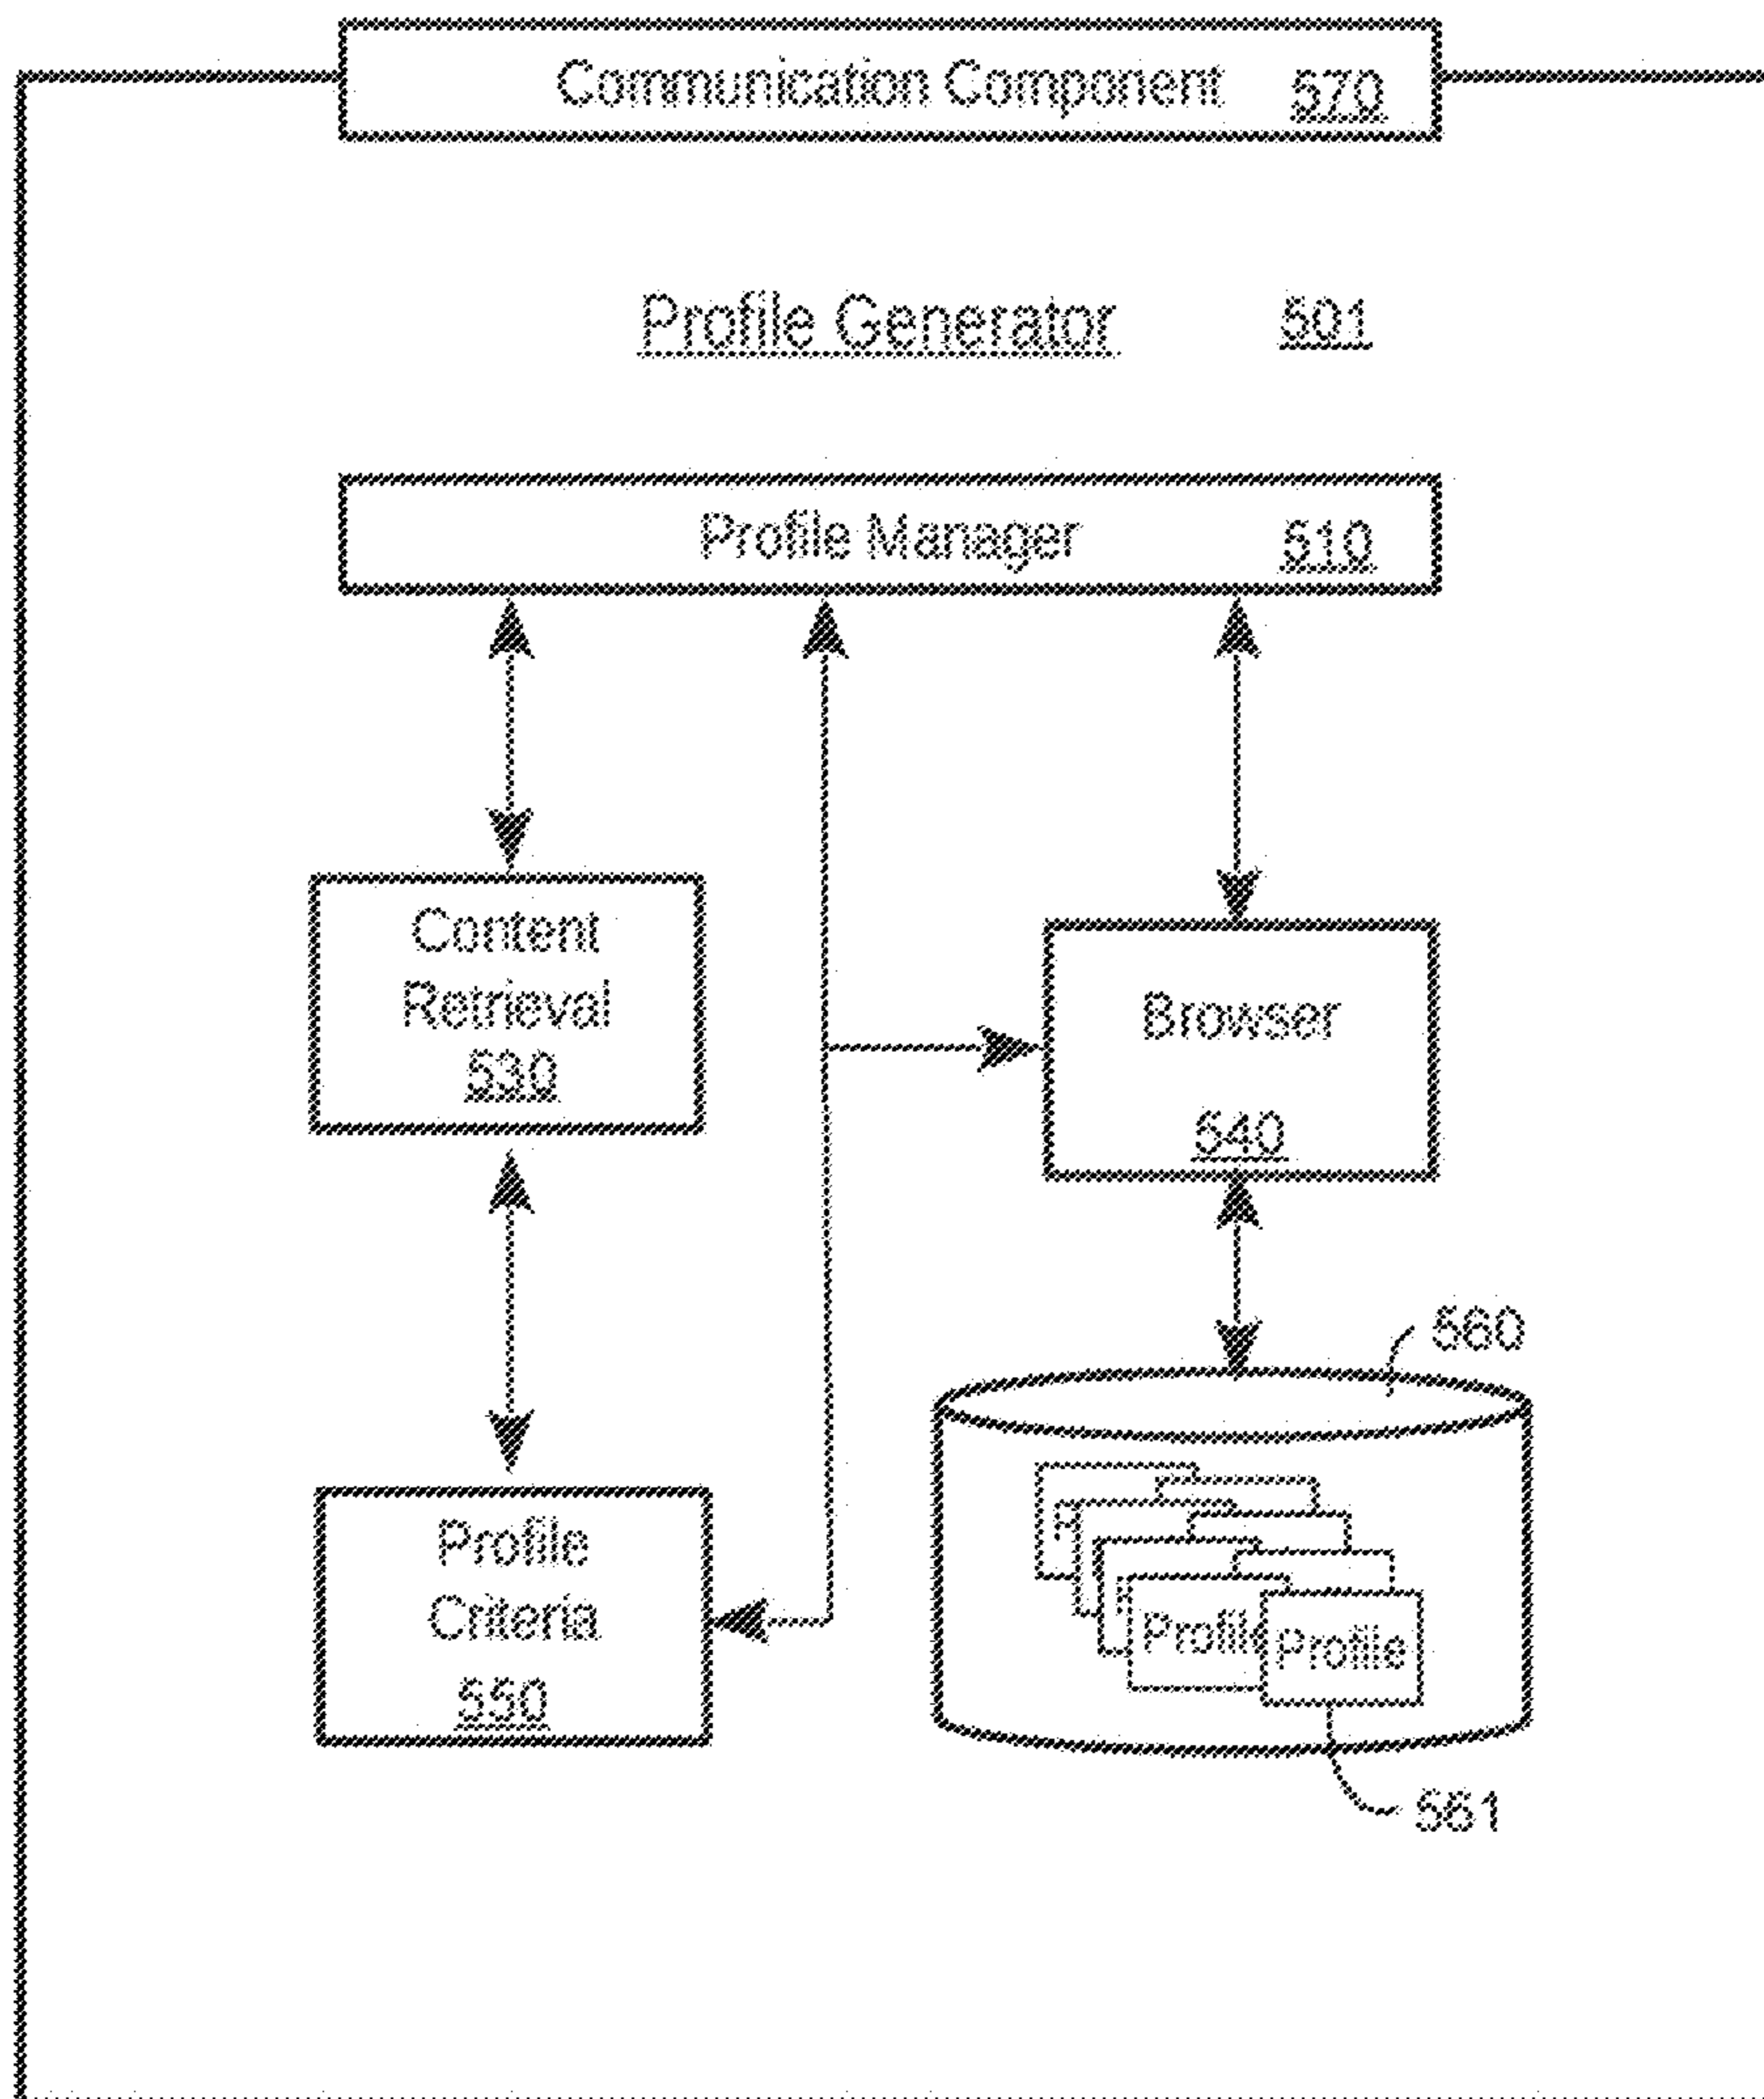 Communication Component 570
Profile Generator 501
Profile Manager 510
Content
Retrieval
530
Browser
540
560
Profile
Criteria
550
Profile
Profile
561